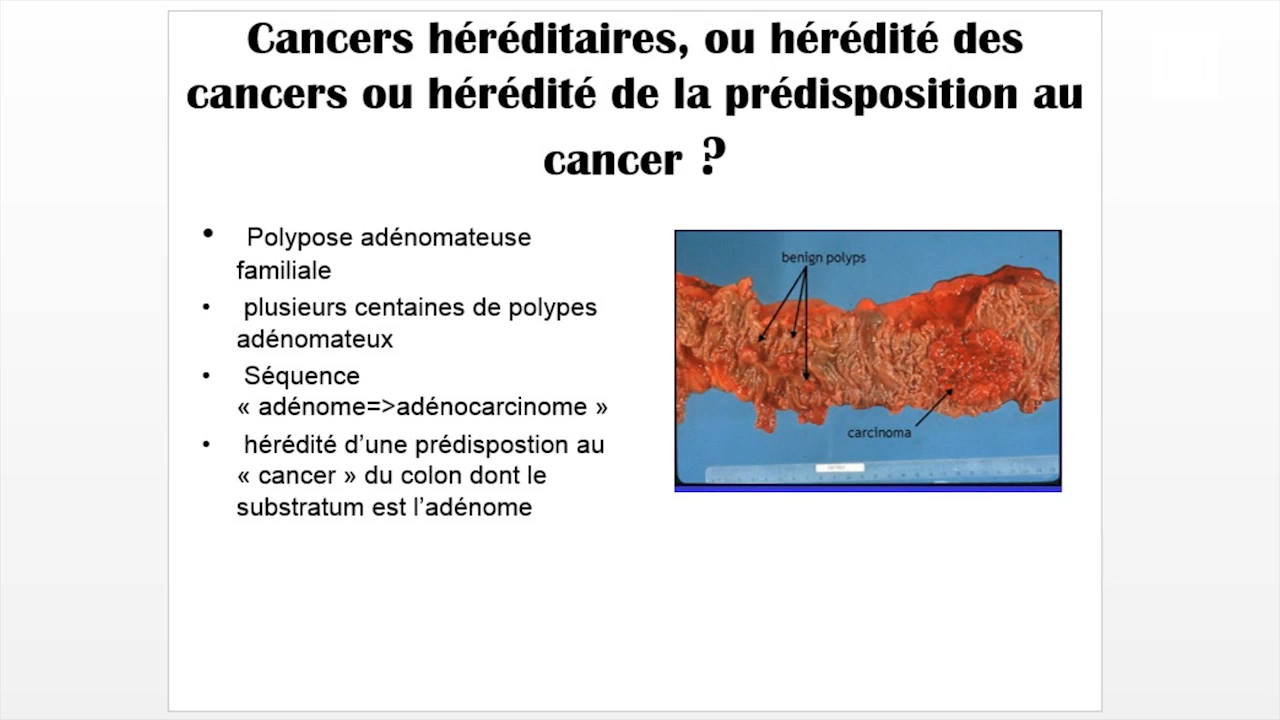 Cancers héréditaires, ou hérédité des
cancers ou hérédité de la prédisposition au
cancer ?
• Polypose adénomateuse
familiale
• plusieurs centaines de polypes
adénomateux
• Séquence
« adénome=>adénocarcinome »
• hérédité d’une prédispostion au
« cancer » du colon dont le
substratum est l’adénome
benign polyps
carcinoma